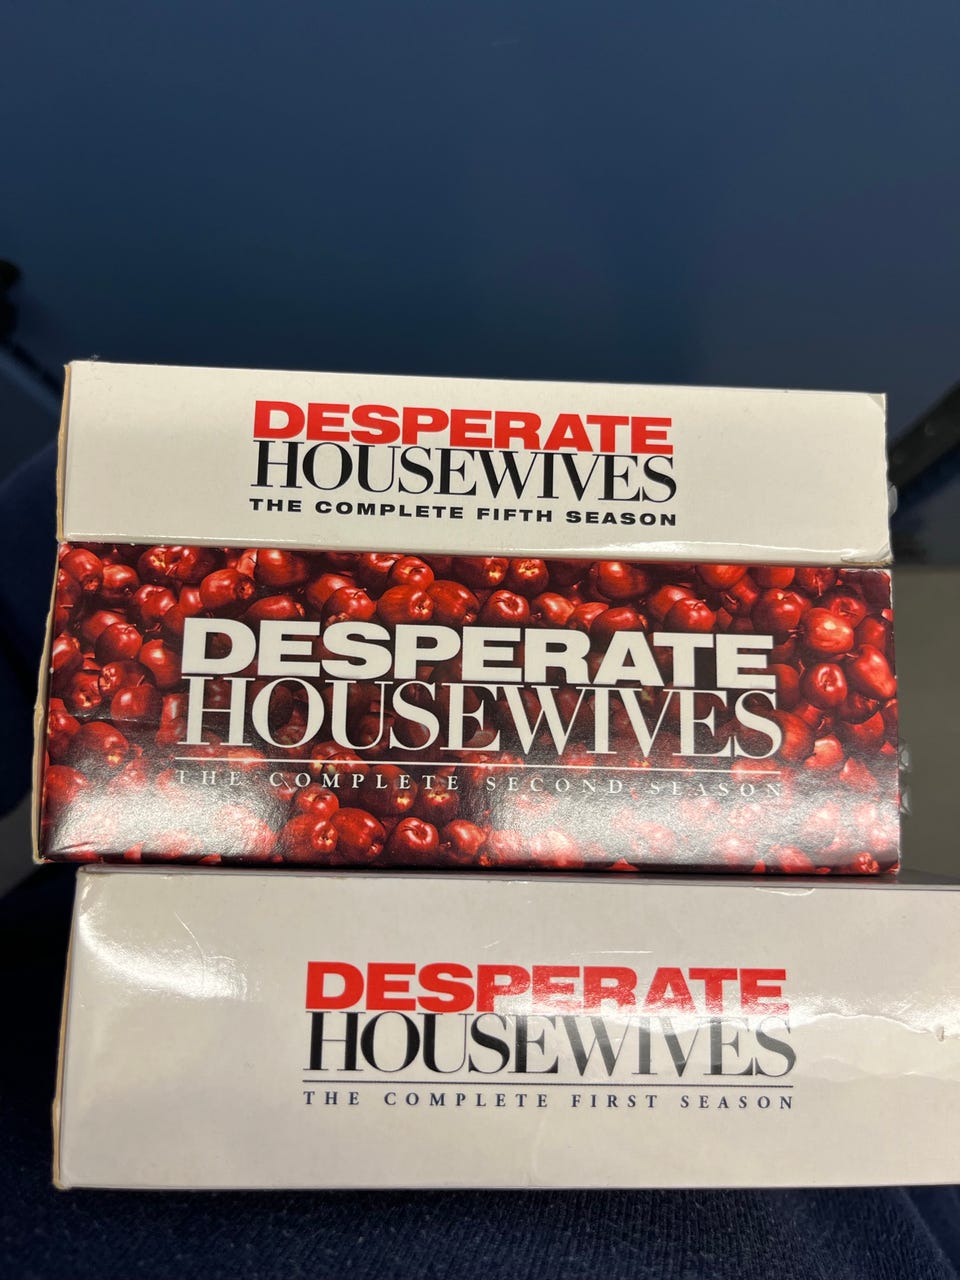 DESPERATE
HOUSEWIVES
THE COMPLETE FIFTH SEASON
DESPERATE
HOUSEWIVES
THE COMPLETE SECOND SEASON
DESPERATE
HOUSEWIVES
THE COMPLETE FIRST SEASON